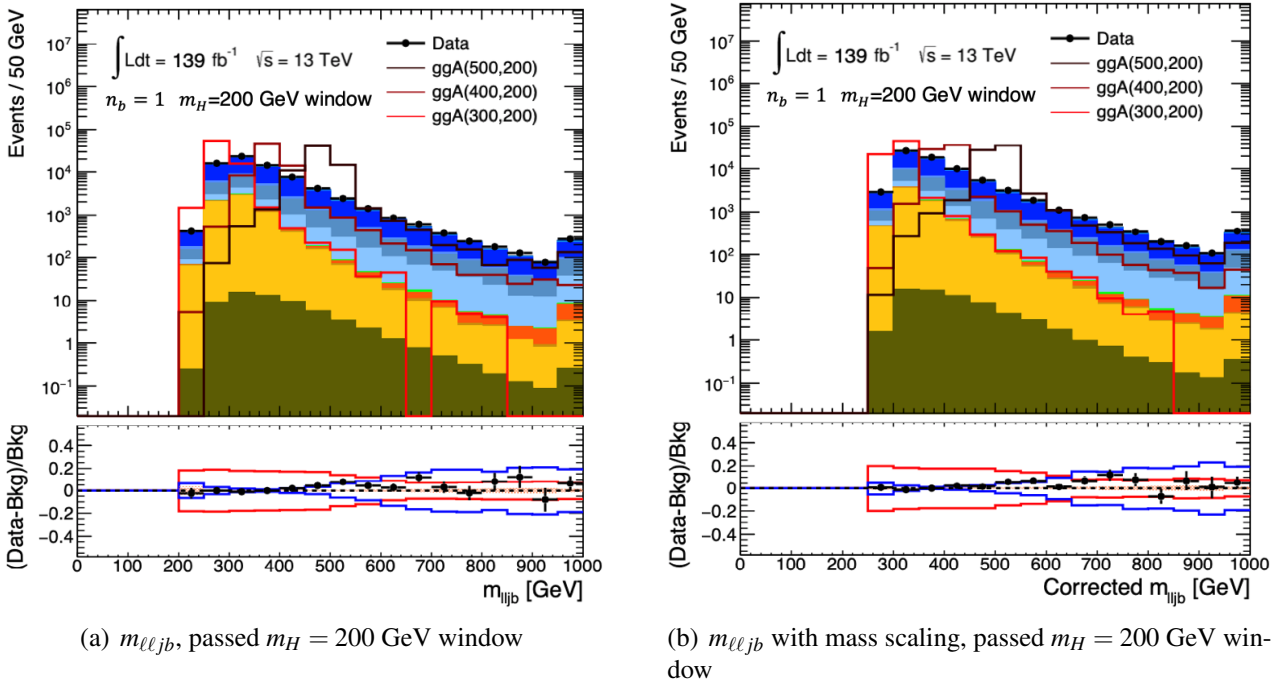 Events / 50 GeV
10⁷
10⁶
10⁵
10⁴
10³
10²
10
1
10⁻¹
∫Ldt = 139 fb⁻¹ √s = 13 TeV
n_b = 1 m_H=200 GeV window
Data
ggA(500,200)
ggA(400,200)
ggA(300,200)
(Data-Bkg)/Bkg
0.4
0.2
0
−0.2
−0.4
0 100 200 300 400 500 600 700 800 900 1000
m_lljb [GeV]
(a) m_ℓℓjb, passed m_H = 200 GeV window
Events / 50 GeV
10⁷
10⁶
10⁵
10⁴
10³
10²
10
1
10⁻¹
∫Ldt = 139 fb⁻¹ √s = 13 TeV
n_b = 1 m_H=200 GeV window
Data
ggA(500,200)
ggA(400,200)
ggA(300,200)
(Data-Bkg)/Bkg
0.4
0.2
0
−0.2
−0.4
0 100 200 300 400 500 600 700 800 900 1000
Corrected m_lljb [GeV]
(b) m_ℓℓjb with mass scaling, passed m_H = 200 GeV win-
dow